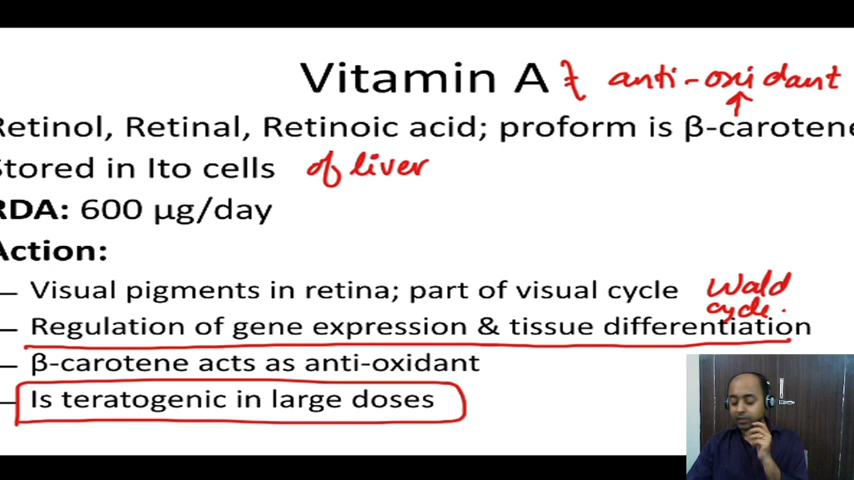 Vitamin A anti-oxidant
Retinol, Retinal, Retinoic acid; proform is β-carotene
Stored in Ito cells of liver
RDA: 600 µg/day
Action:
– Visual pigments in retina; part of visual cycle Wald cycle.
– Regulation of gene expression & tissue differentiation
– β-carotene acts as anti-oxidant
– Is teratogenic in large doses